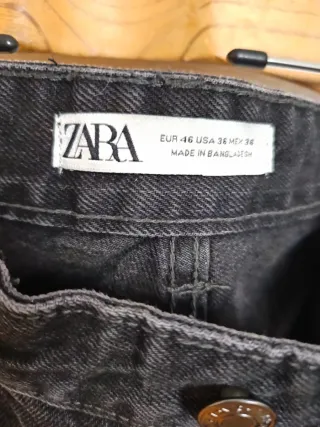 ZARA
EUR 46 USA 36 MEX 36
MADE IN BANGLADESH